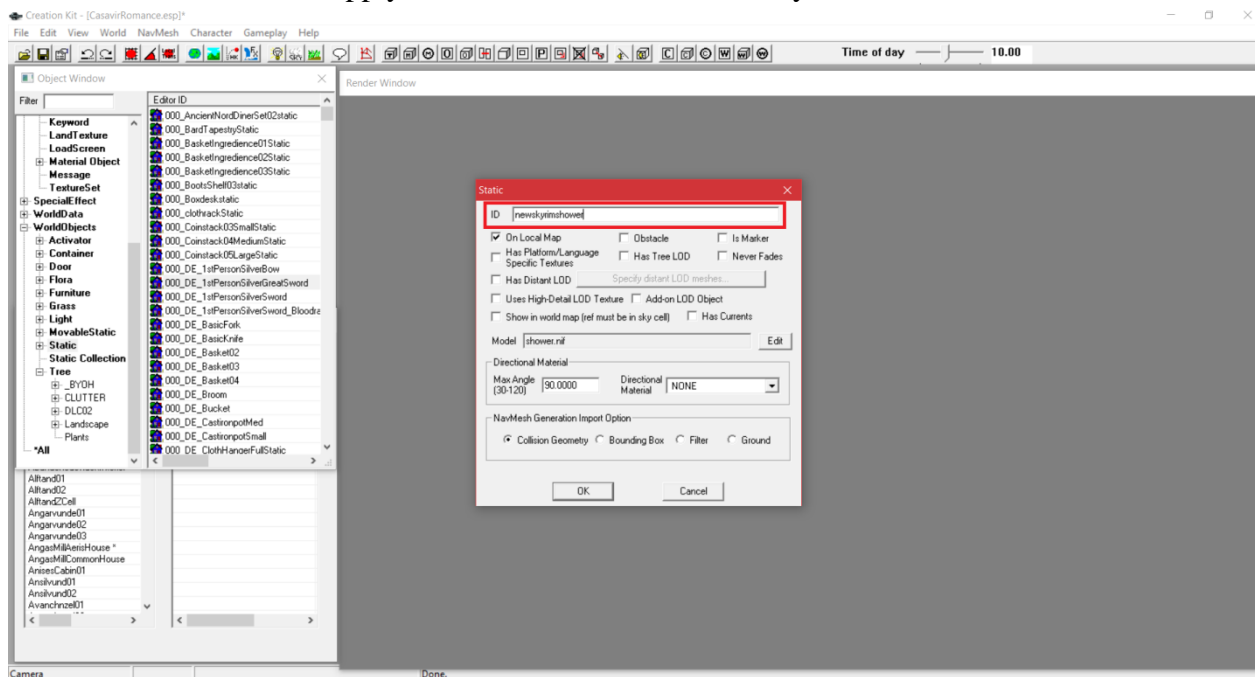 apply
Creation Kit - [CasavirRomance.esp]*
File Edit View World NavMesh Character Gameplay Help
Time of day 10.00
Object Window
Filter
Keyword
LandTexture
LoadScreen
Material Object
Message
TextureSet
SpecialEffect
WorldData
WorldObjects
Activator
Container
Door
Flora
Furniture
Grass
Light
MovableStatic
Static
Static Collection
Tree
_BYOH
CLUTTER
DLC02
Landscape
Plants
*All
Editor ID
000_AncientNordDinerSet02static
000_BardTapestryStatic
000_BasketIngredience01Static
000_BasketIngredience02Static
000_BasketIngredience03Static
000_BootsShelf03static
000_Boxdeskstatic
000_clothrackStatic
000_Coinstack03SmallStatic
000_Coinstack04MediumStatic
000_Coinstack05LargeStatic
000_DE_1stPersonSilverBow
000_DE_1stPersonSilverGreatSword
000_DE_1stPersonSilverSword
000_DE_1stPersonSilverSword_Bloodra
000_DE_BasicFork
000_DE_BasicKnife
000_DE_Basket02
000_DE_Basket03
000_DE_Basket04
000_DE_Broom
000_DE_Bucket
000_DE_CastironpotMed
000_DE_CastironpotSmall
000_DE_ClothHangerFullStatic
Alftand01
Alftand02
AlftandZCell
Angarvunde01
Angarvunde02
Angarvunde03
AngasMillAerisHouse *
AngasMillCommonHouse
AnisesCabin01
Ansilvund01
Ansilvund02
Avanchnzel01
Render Window
Static
ID newskyrimshower
On Local Map Obstacle Is Marker
Has Platform/Language Specific Textures Has Tree LOD Never Fades
Has Distant LOD Specify distant LOD meshes...
Uses High-Detail LOD Texture Add-on LOD Object
Show in world map (ref must be in sky cell) Has Currents
Model shower.nif Edit
Directional Material
Max Angle (30-120) 90.0000 Directional Material NONE
NavMesh Generation Import Option
Collision Geometry Bounding Box Filter Ground
OK Cancel
Camera Done.